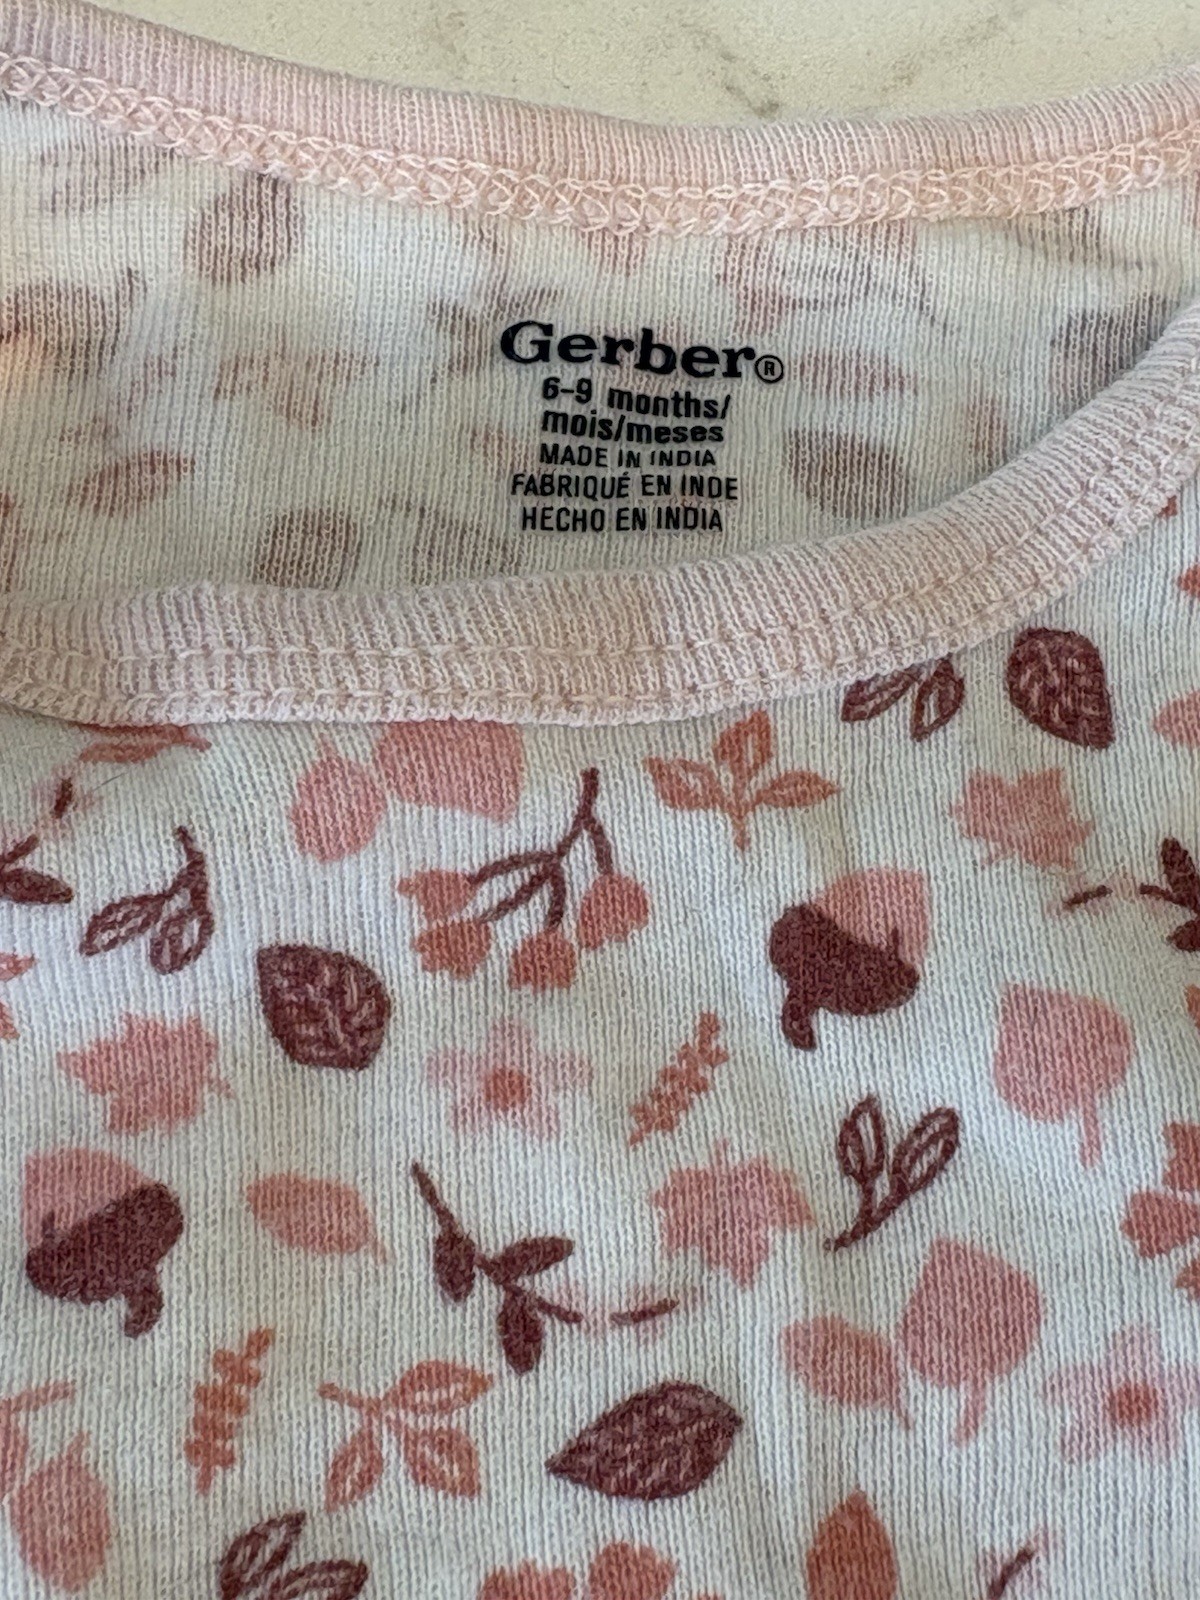 Gerber®
6-9 months/
mois/meses
MADE IN INDIA
FABRIQUÉ EN INDE
HECHO EN INDIA